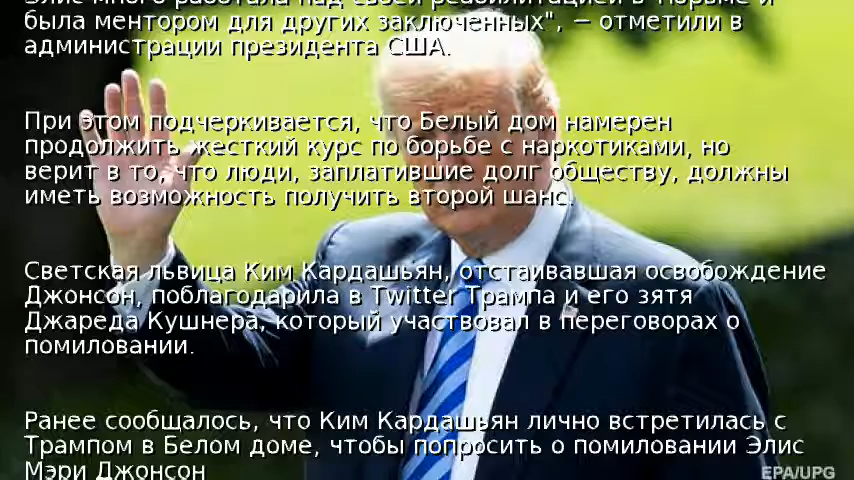 Элис много работала над своей реабилитацией в тюрьме и
была ментором для других заключенных", — отметили в
администрации президента США.
При этом подчеркивается, что Белый дом намерен
продолжить жесткий курс по борьбе с наркотиками, но
верит в то, что люди, заплатившие долг обществу, должны
иметь возможность получить второй шанс.
Светская львица Ким Кардашьян, отстаивавшая освобождение
Джонсон, поблагодарила в Twitter Трампа и его зятя
Джареда Кушнера, который участвовал в переговорах о
помиловании.
Ранее сообщалось, что Ким Кардашьян лично встретилась с
Трампом в Белом доме, чтобы попросить о помиловании Элис
Мэри Джонсон
EPA/UPG